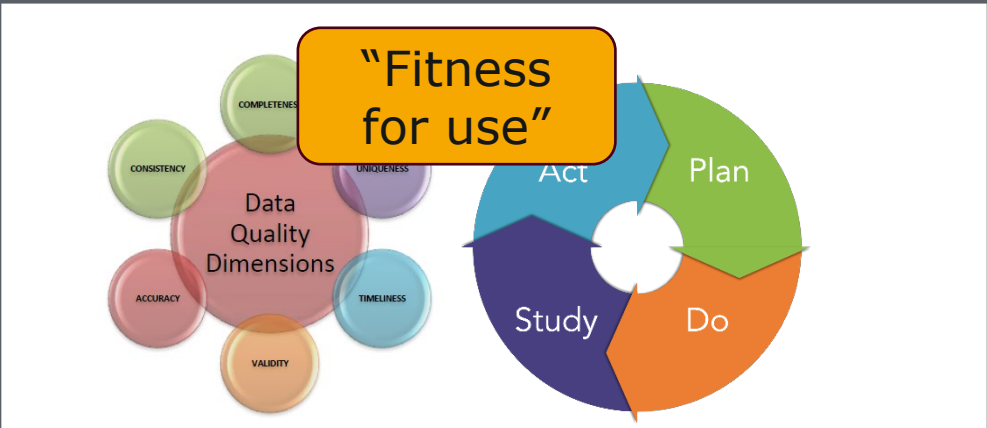 “Fitness
for use”
COMPLETENES
CONSISTENCY
UNIQUENESS
Data
Quality
Dimensions
ACCURACY
TIMELINESS
VALIDITY
Act
Plan
Study
Do